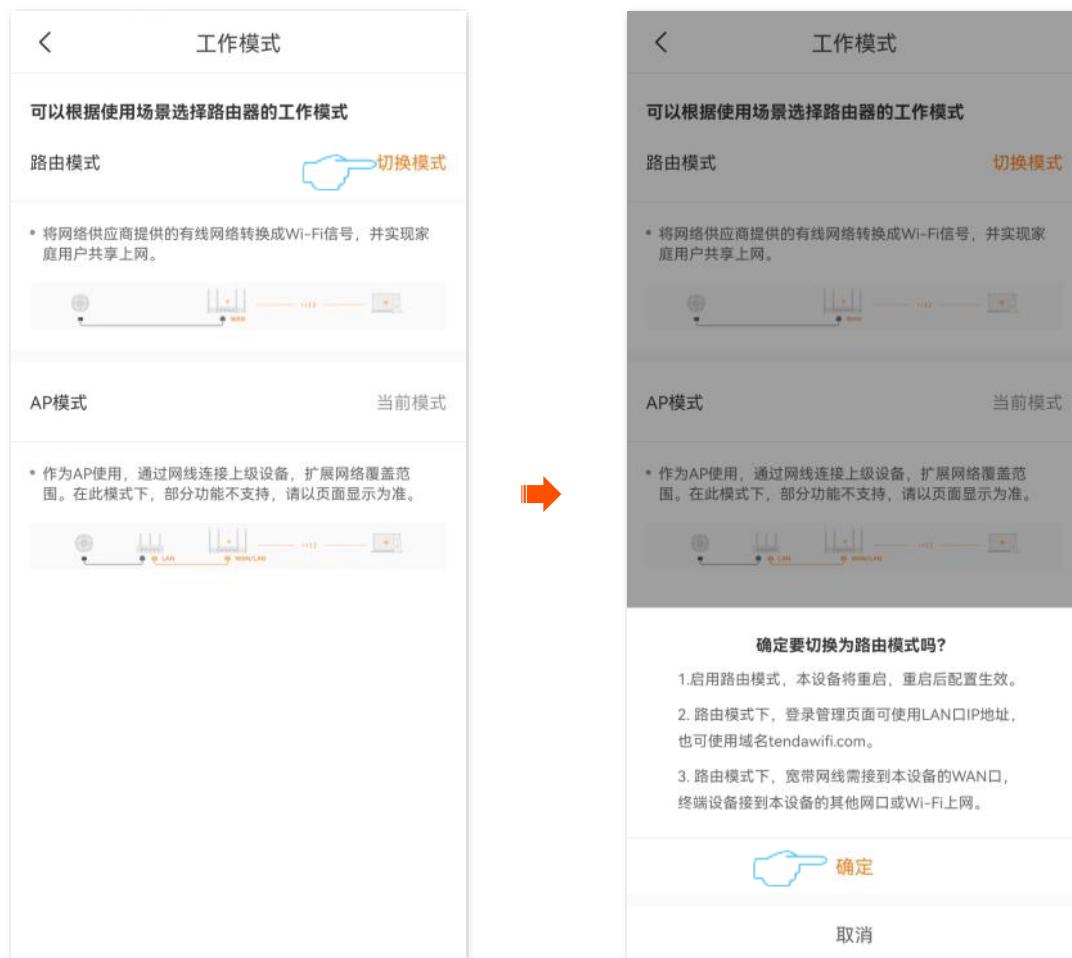 工作模式
可以根据使用场景选择路由器的工作模式
路由模式
切换模式
• 将网络供应商提供的有线网络转换成Wi-Fi信号，并实现家
庭用户共享上网。
WAN
AP模式
当前模式
• 作为AP使用，通过网线连接上级设备，扩展网络覆盖范
围。在此模式下，部分功能不支持，请以页面显示为准。
LAN
WAN/LAN
工作模式
可以根据使用场景选择路由器的工作模式
路由模式
切换模式
• 将网络供应商提供的有线网络转换成Wi-Fi信号，并实现家
庭用户共享上网。
WAN
AP模式
当前模式
• 作为AP使用，通过网线连接上级设备，扩展网络覆盖范
围。在此模式下，部分功能不支持，请以页面显示为准。
LAN
WAN/LAN
确定要切换为路由模式吗?
1.启用路由模式，本设备将重启，重启后配置生效。
2. 路由模式下，登录管理页面可使用LAN口IP地址，
也可使用域名tendawifi.com。
3. 路由模式下，宽带网线需接到本设备的WAN口，
终端设备接到本设备的其他网口或Wi-Fi上网。
确定
取消